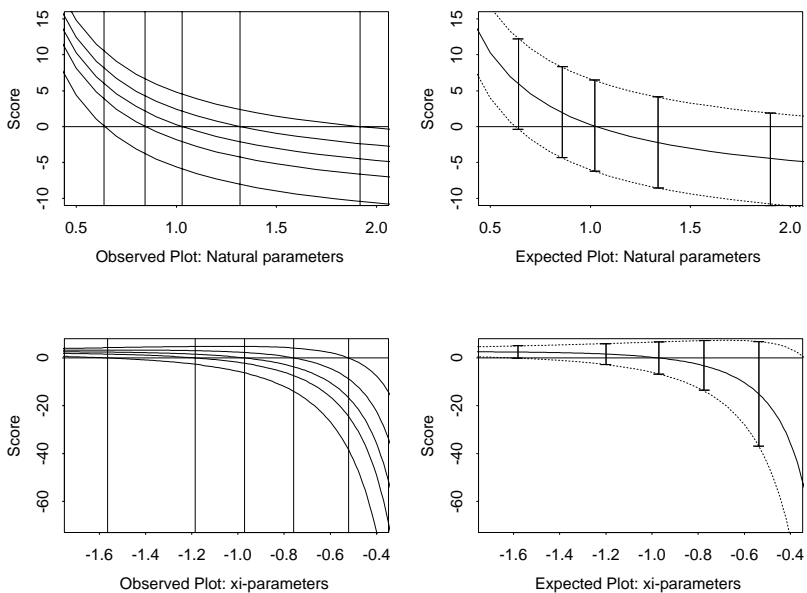 Score
15
10
5
0
-5
-10
0.5 1.0 1.5 2.0
Observed Plot: Natural parameters
Score
15
10
5
0
-5
-10
0.5 1.0 1.5 2.0
Expected Plot: Natural parameters
Score
0
-20
-40
-60
-1.6 -1.4 -1.2 -1.0 -0.8 -0.6 -0.4
Observed Plot: xi-parameters
Score
0
-20
-40
-60
-1.6 -1.4 -1.2 -1.0 -0.8 -0.6 -0.4
Expected Plot: xi-parameters